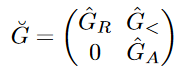 Ğ = ( Ĝ_R Ĝ_<
0 Ĝ_A )